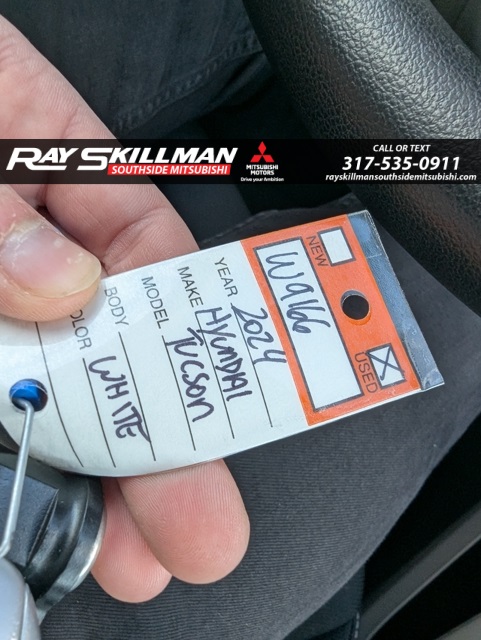 RAY SKILLMAN
SOUTHSIDE MITSUBISHI
MITSUBISHI
MOTORS
Drive your Ambition
CALL OR TEXT
317-535-0911
rayskillmansouthsidemitsubishi.com
NEW
USED
W9166
YEAR 2024
MAKE HYUNDAI
MODEL TUCSON
BODY
OLOR WHITE